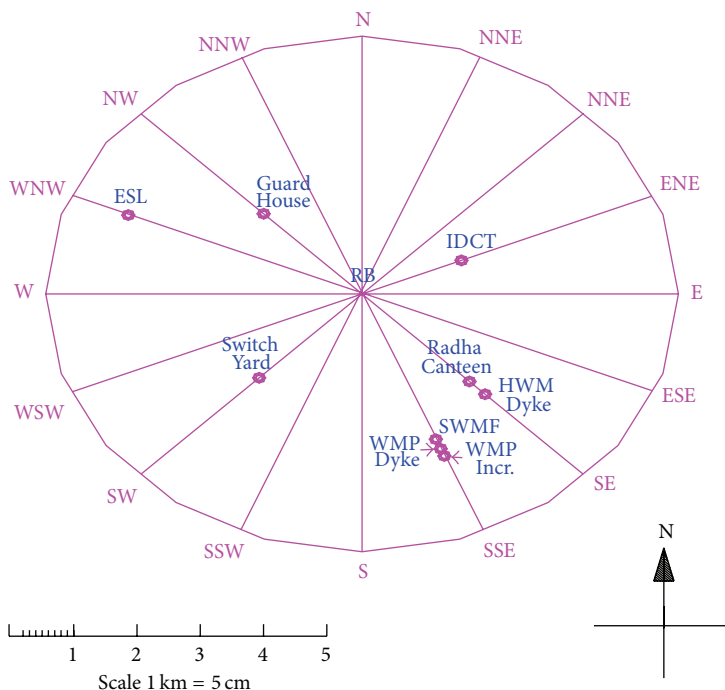 N
NNW
NNE
NW
NNE
WNW
ESL
Guard
House
ENE
IDCT
RB
W
E
Switch
Yard
Radha
Canteen
HWM
Dyke
WSW
ESE
SWMF
WMP
Dyke
WMP
Incr.
SW
SE
SSW
SSE
S
N
1 2 3 4 5
Scale 1 km = 5 cm